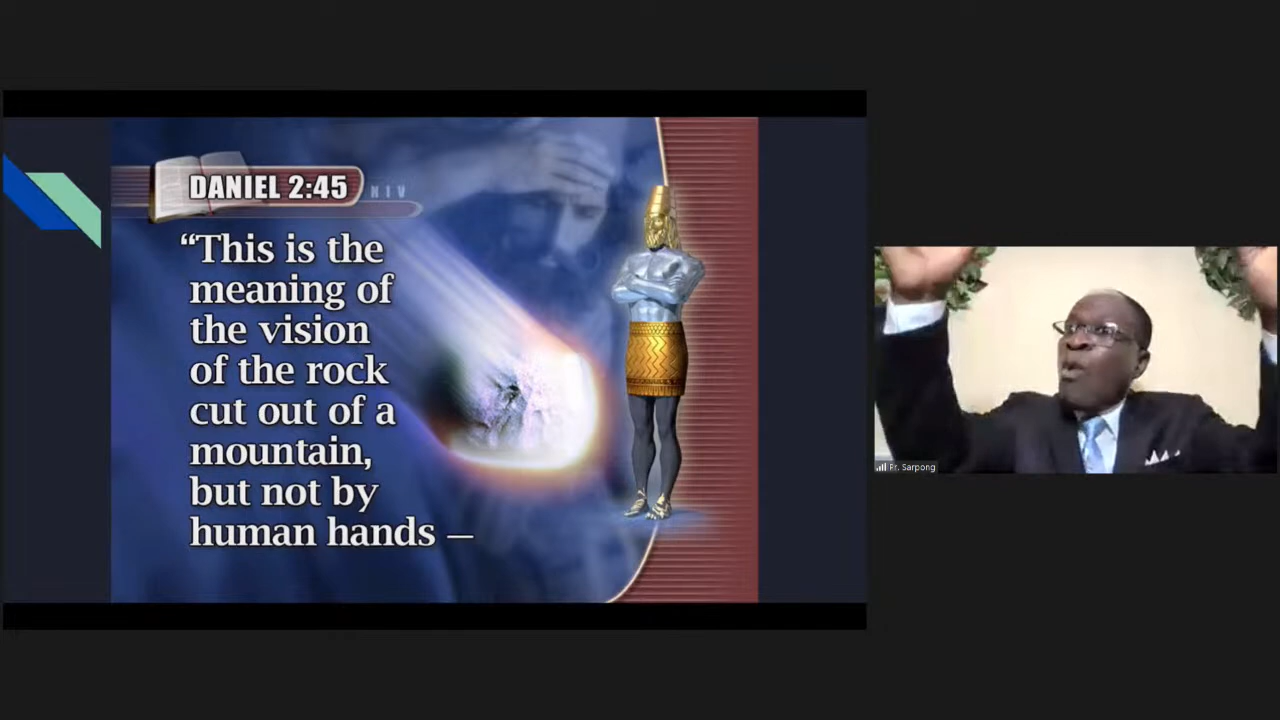 DANIEL 2:45 NIV
“This is the
meaning of
the vision
of the rock
cut out of a
mountain,
but not by
human hands —
Pr. Sarpong